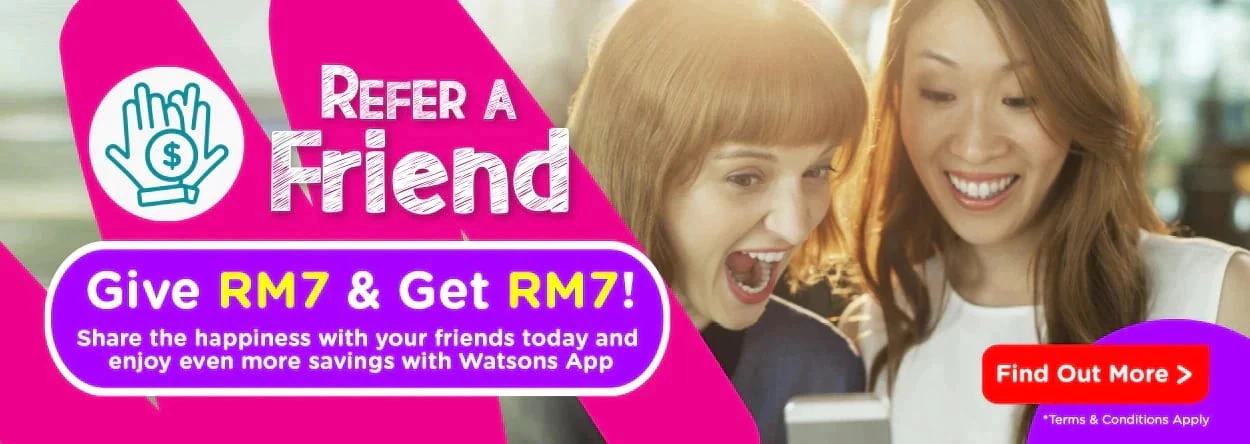 REFER A
Friend
Give RM7 & Get RM7!
Share the happiness with your friends today and
enjoy even more savings with Watsons App
$
Find Out More >
*Terms & Conditions Apply